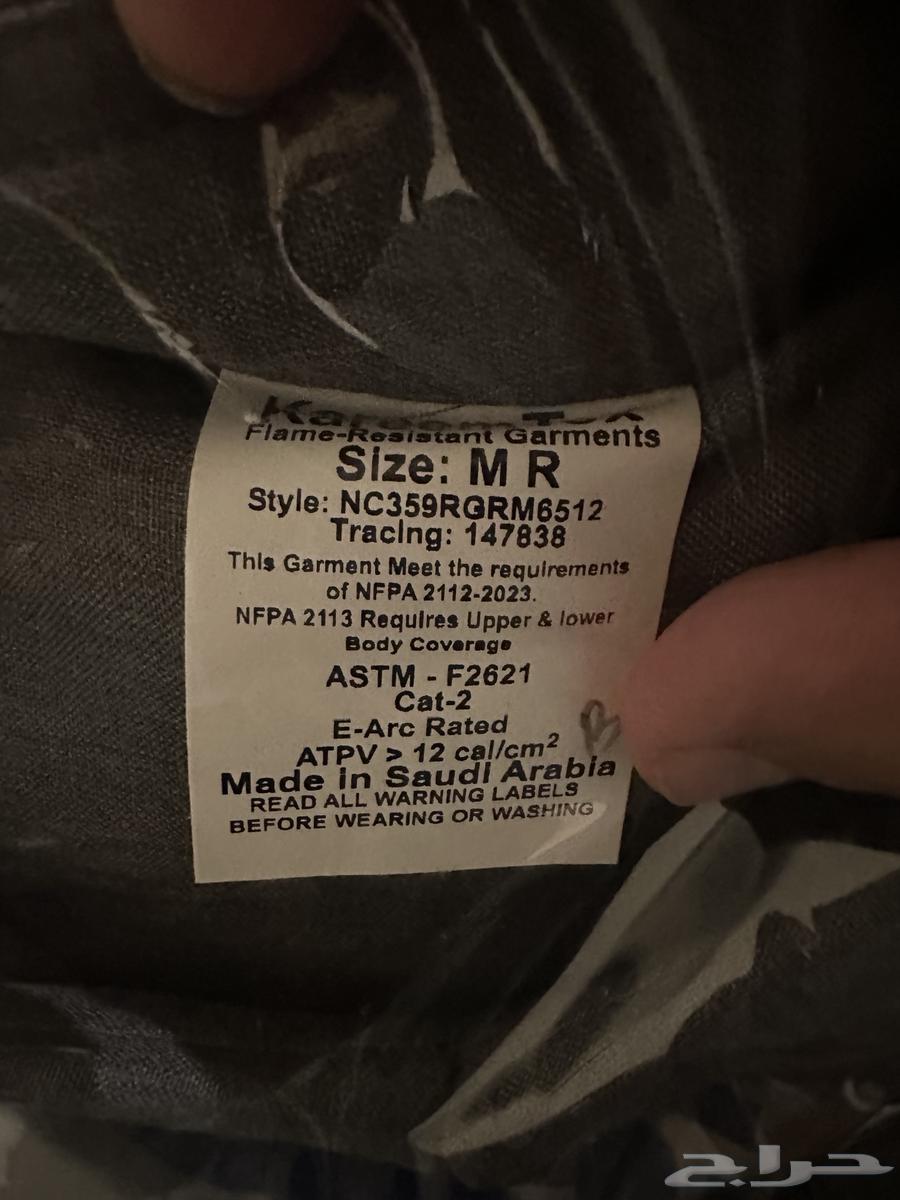 Flame-Resistant Garments
Size: M R
Style: NC359RGRM6512
Tracing: 147838
This Garment Meet the requirements
of NFPA 2112-2023.
NFPA 2113 Requires Upper & lower
Body Coverage
ASTM - F2621
Cat-2
E-Arc Rated
ATPV > 12 cal/cm²
Made in Saudi Arabia
READ ALL WARNING LABELS
BEFORE WEARING OR WASHING
حراج